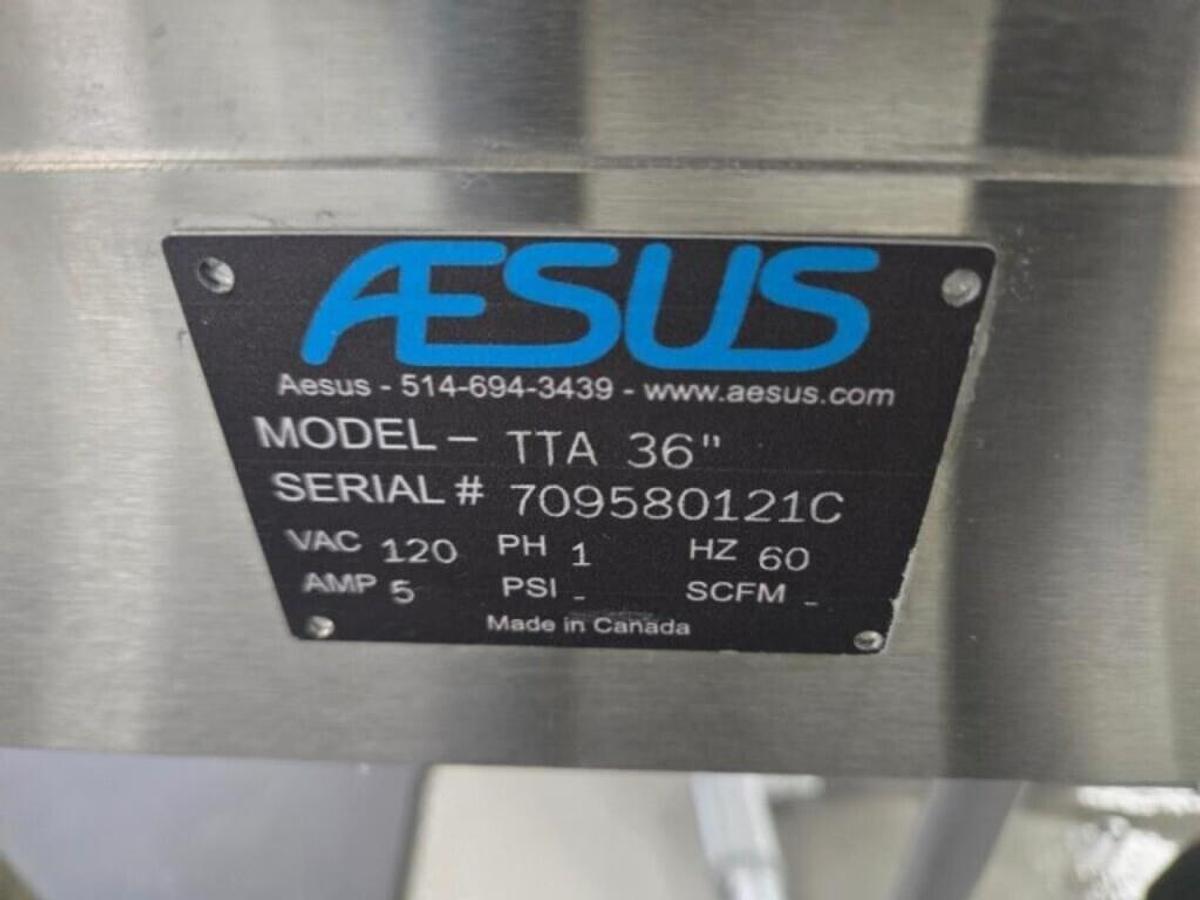 ÆSUS
Aesus - 514-694-3439 - www.aesus.com
MODEL - TTA 36"
SERIAL # 709580121C
VAC 120 PH 1 HZ 60
AMP 5 PSI - SCFM -
Made in Canada